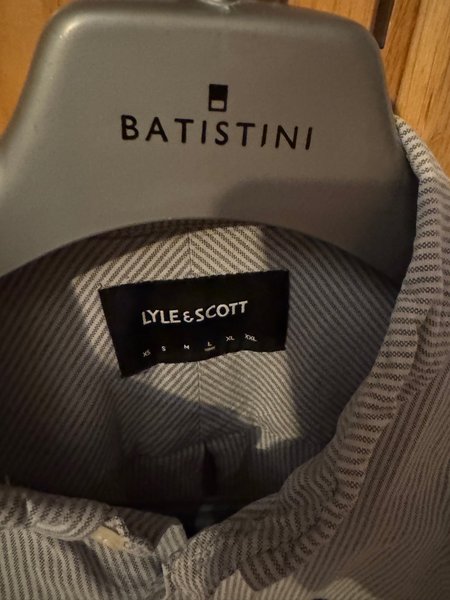 BATISTINI
LYLE & SCOTT
XS S M L XL XXL